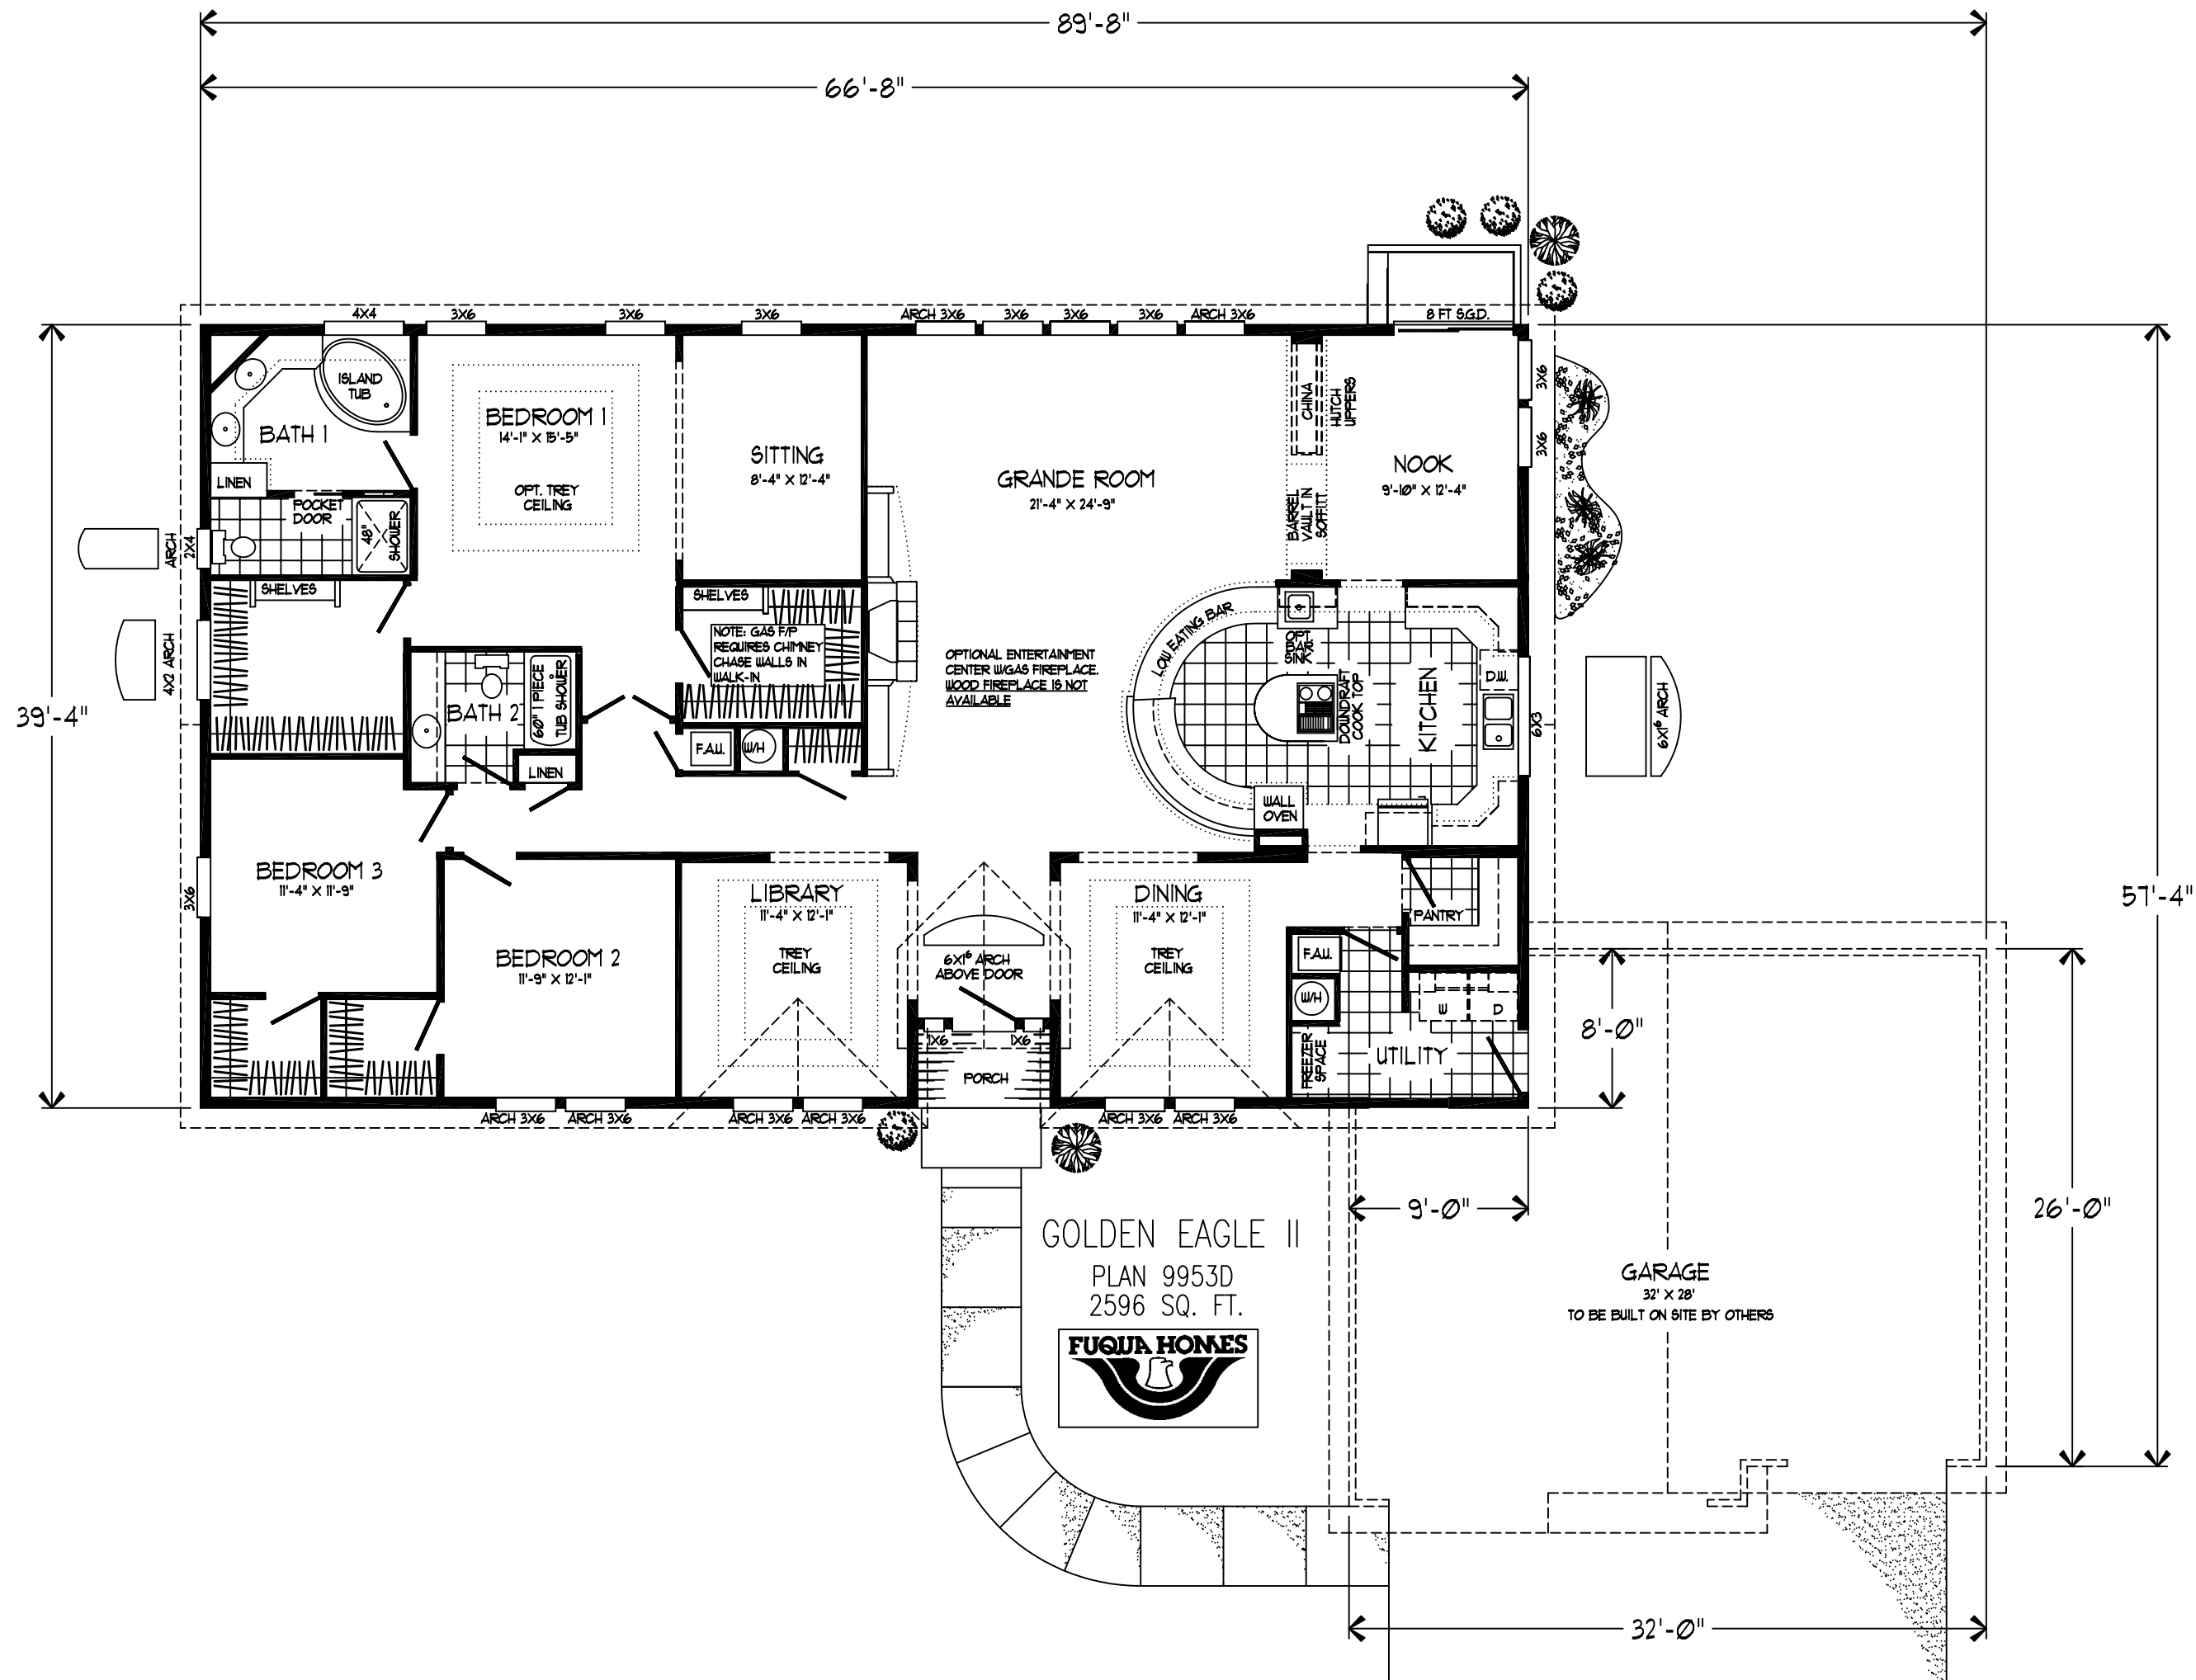 89'-8"
66'-8"
4X4
3X6
3X6
3X6
ARCH 3X6
3X6
3X6
3X6
ARCH 3X6
8 FT S.G.D.
ISLAND
TUB
BATH 1
LINEN
POCKET
DOOR
48"
SHOWER
ARCH
2X4
BEDROOM 1
14'-1" X 15'-5"
OPT. TREY
CEILING
SITTING
8'-4" X 12'-4"
GRANDE ROOM
21'-4" X 24'-9"
CHINA
HUTCH
UPPERS
BARREL
VAULT IN
SOFFITT
NOOK
9'-10" X 12'-4"
3X6
3X6
SHELVES
4X2 ARCH
39'-4"
SHELVES
NOTE: GAS F/P
REQUIRES CHIMNEY
CHASE WALLS IN
WALK-IN
OPTIONAL ENTERTAINMENT
CENTER W/GAS FIREPLACE.
WOOD FIREPLACE IS NOT
AVAILABLE
LOW EATING BAR
OPT.
BAR
SINK
DOWNDRAFT
COOK TOP
KITCHEN
D.W.
6X3
6X1⁶ ARCH
BATH 2
60" 1 PIECE
TUB SHOWER
LINEN
F.A.U.
W/H
WALL
OVEN
BEDROOM 3
11'-4" X 11'-9"
3X6
BEDROOM 2
11'-9" X 12'-1"
LIBRARY
11'-4" X 12'-1"
TREY
CEILING
6X1⁶ ARCH
ABOVE DOOR
1X6
1X6
PORCH
DINING
11'-4" X 12'-1"
TREY
CEILING
PANTRY
F.A.U.
W/H
W
D
FREEZER
SPACE
UTILITY
8'-0"
57'-4"
ARCH 3X6
ARCH 3X6
ARCH 3X6
ARCH 3X6
ARCH 3X6
ARCH 3X6
9'-0"
26'-0"
GOLDEN EAGLE II
PLAN 9953D
2596 SQ. FT.
FUQUA HOMES
GARAGE
32' X 28'
TO BE BUILT ON SITE BY OTHERS
32'-0"